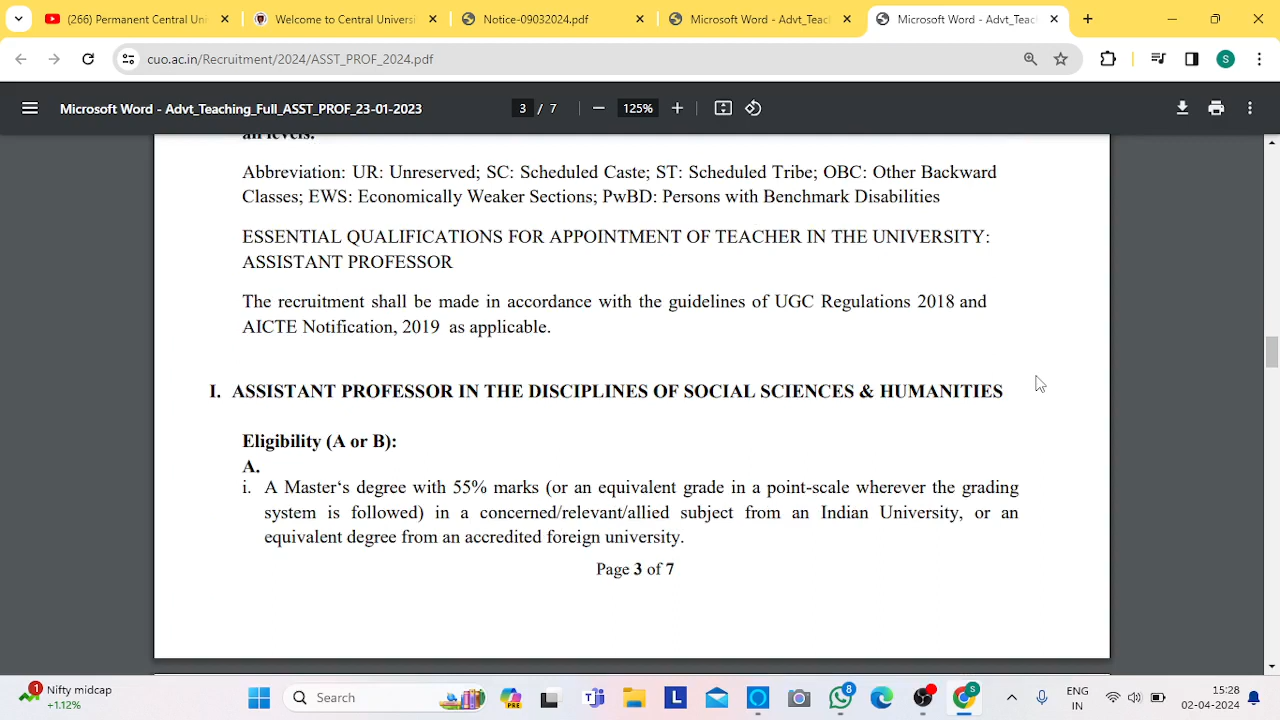 (266) Permanent Central Un
Welcome to Central Universi
Notice-09032024.pdf
Microsoft Word - Advt_Teach
Microsoft Word - Advt_Teac
cuo.ac.in/Recruitment/2024/ASST_PROF_2024.pdf
S
Microsoft Word - Advt_Teaching_Full_ASST_PROF_23-01-2023
3 / 7
125%
all levels.
Abbreviation: UR: Unreserved; SC: Scheduled Caste; ST: Scheduled Tribe; OBC: Other Backward
Classes; EWS: Economically Weaker Sections; PwBD: Persons with Benchmark Disabilities
ESSENTIAL QUALIFICATIONS FOR APPOINTMENT OF TEACHER IN THE UNIVERSITY:
ASSISTANT PROFESSOR
The recruitment shall be made in accordance with the guidelines of UGC Regulations 2018 and
AICTE Notification, 2019 as applicable.
I. ASSISTANT PROFESSOR IN THE DISCIPLINES OF SOCIAL SCIENCES & HUMANITIES
Eligibility (A or B):
A.
i. A Master‘s degree with 55% marks (or an equivalent grade in a point-scale wherever the grading
system is followed) in a concerned/relevant/allied subject from an Indian University, or an
equivalent degree from an accredited foreign university.
Page 3 of 7
1
Nifty midcap
+1.12%
Search
PRE
L
8
S
ENG
IN
15:28
02-04-2024